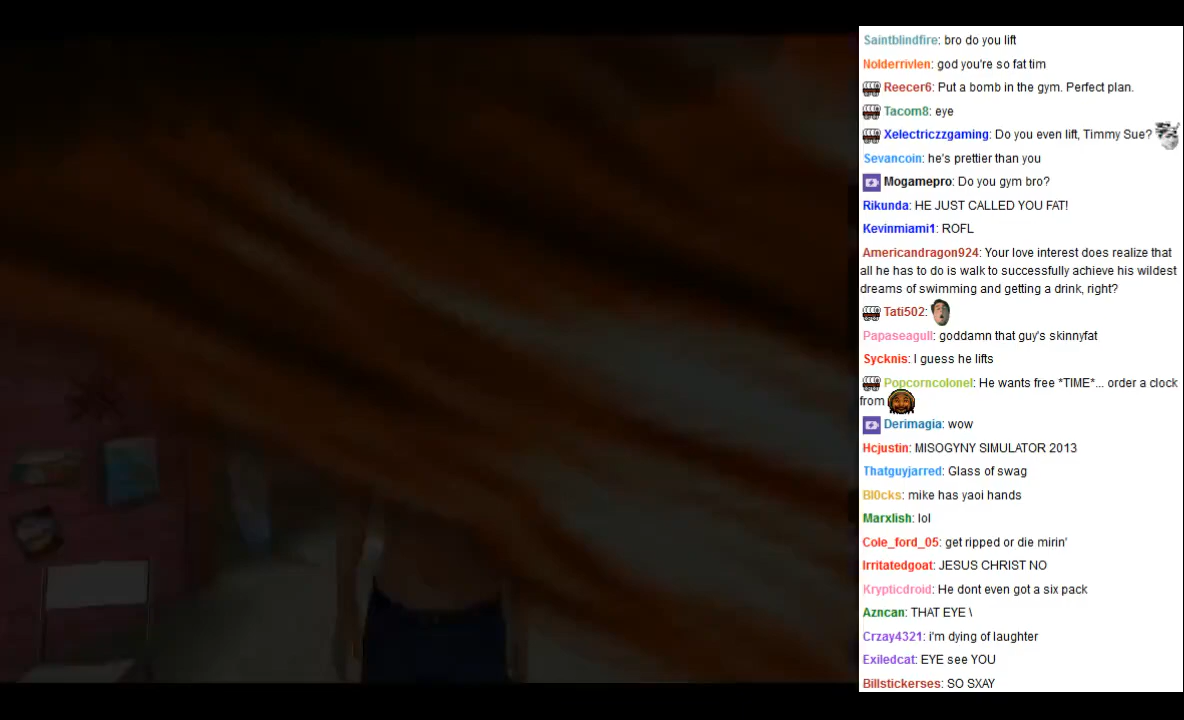 Saintblindfire: bro do you lift
Nolderrivlen: god you're so fat tim
Reecer6: Put a bomb in the gym. Perfect plan.
Tacom8: eye
Xelectriczzgaming: Do you even lift, Timmy Sue?
Sevancoin: he's prettier than you
Mogamepro: Do you gym bro?
Rikunda: HE JUST CALLED YOU FAT!
Kevinmiami1: ROFL
Americandragon924: Your love interest does realize that
all he has to do is walk to successfully achieve his wildest
dreams of swimming and getting a drink, right?
Tati502:
Papaseagull: goddamn that guy's skinnyfat
Sycknis: I guess he lifts
Popcorncolonel: He wants free *TIME*... order a clock
from
Derimagia: wow
Hcjustin: MISOGYNY SIMULATOR 2013
Thatguyjarred: Glass of swag
Bl0cks: mike has yaoi hands
Marxlish: lol
Cole_ford_05: get ripped or die mirin'
Irritatedgoat: JESUS CHRIST NO
Krypticdroid: He dont even got a six pack
Azncan: THAT EYE \
Crzay4321: i'm dying of laughter
Exiledcat: EYE see YOU
Billstickerses: SO SXAY